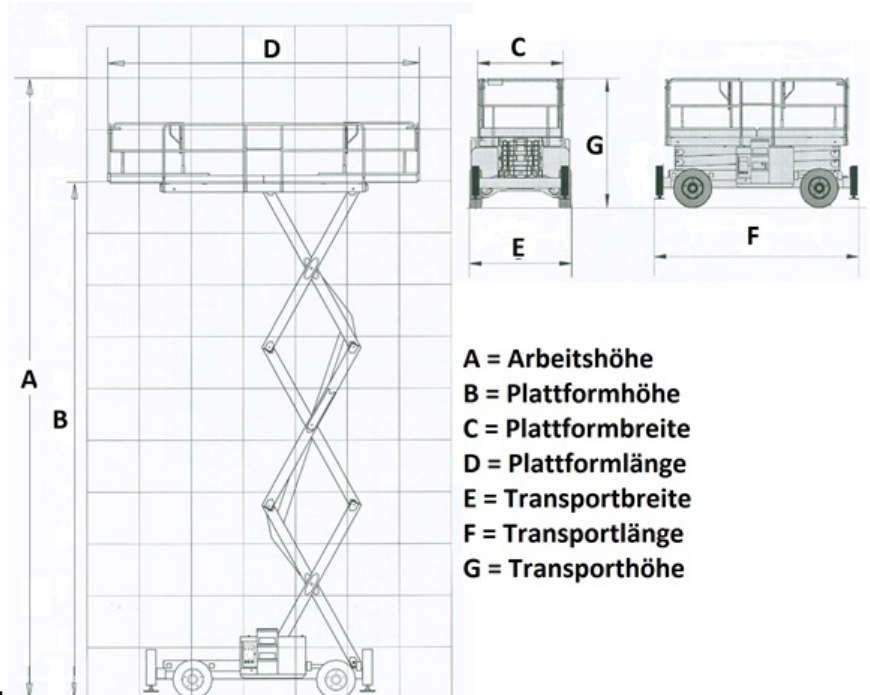 D
C
G
E
F
A
B
A = Arbeitshöhe
B = Plattformhöhe
C = Plattformbreite
D = Plattformlänge
E = Transportbreite
F = Transportlänge
G = Transporthöhe